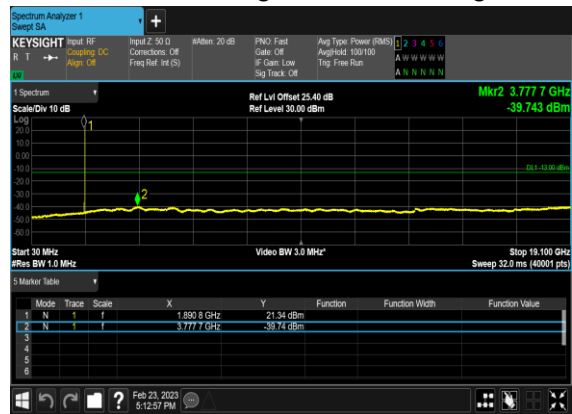 Spectrum Analyzer 1
Swept SA
+
KEYSIGHT Input: RF Input Z: 50 Ω #Atten: 20 dB PNO: Fast Avg Type: Power (RMS) 1 2 3 4 5 6
R T Coupling: DC Corrections: Off Gate: Off Avg|Hold: 100/100 A W W W W W
Align: Off Freq Ref: Int (S) IF Gain: Low Trig: Free Run
Sig Track: Off A N N N N N
1 Spectrum Ref Lvl Offset 25.40 dB Mkr2 3.777 7 GHz
Scale/Div 10 dB Ref Level 30.00 dBm -39.743 dBm
Log
1
20.0
10.0
0.00
-10.0
DL1 -13.00 dBm
-20.0
-30.0
2
-40.0
-50.0
-60.0
Start 30 MHz Video BW 3.0 MHz* Stop 19.100 GHz
#Res BW 1.0 MHz Sweep 32.0 ms (40001 pts)
5 Marker Table
Mode Trace Scale X Y Function Function Width Function Value
1 N 1 f 1.890 8 GHz 21.34 dBm
2 N 1 f 3.777 7 GHz -39.74 dBm
3
4
5
6
? Feb 23, 2023
5:12:57 PM